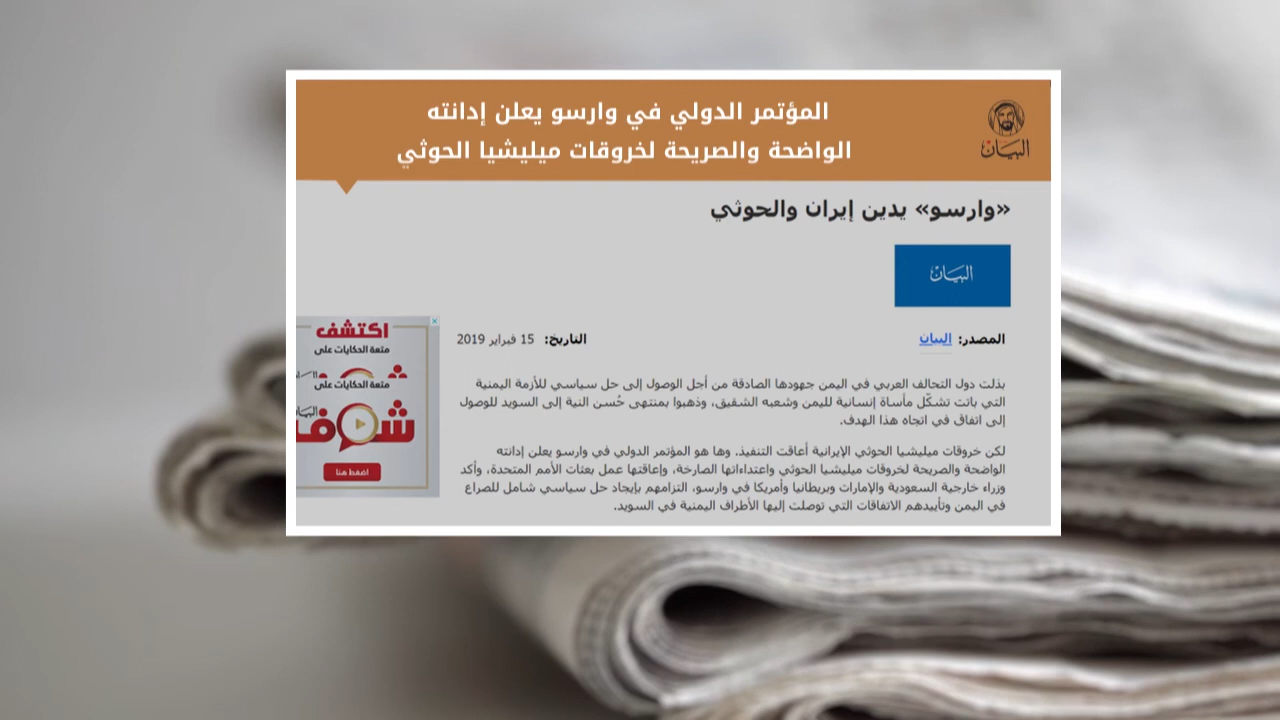 المؤتمر الدولي في وارسو يعلن إدانته
الواضحة والصريحة لخروقات ميليشيا الحوثي
البيان
«وارسو» يدين إيران والحوثي
البيان
المصدر: البيان
التاريخ: 15 فبراير 2019
بذلت دول التحالف العربي في اليمن جهودها الصادقة من أجل الوصول إلى حل سياسي للأزمة اليمنية
التي باتت تشكّل مأساة إنسانية لليمن وشعبه الشقيق، وذهبوا بمنتهى حُسن النية إلى السويد للوصول
إلى اتفاق في اتجاه هذا الهدف.
لكن خروقات ميليشيا الحوثي الإيرانية أعاقت التنفيذ. وها هو المؤتمر الدولي في وارسو يعلن إدانته
الواضحة والصريحة لخروقات ميليشيا الحوثي واعتداءاتها الصارخة، وإعاقتها عمل بعثات الأمم المتحدة، وأكد
وزراء خارجية السعودية والإمارات وبريطانيا وأمريكا في وارسو، التزامهم بإيجاد حل سياسي شامل للصراع
في اليمن وتأييدهم الاتفاقات التي توصلت إليها الأطراف اليمنية في السويد.
اكتشف
متعة الحكايات على
متعة الحكايات على
البيان
شوف
اضغط هنا